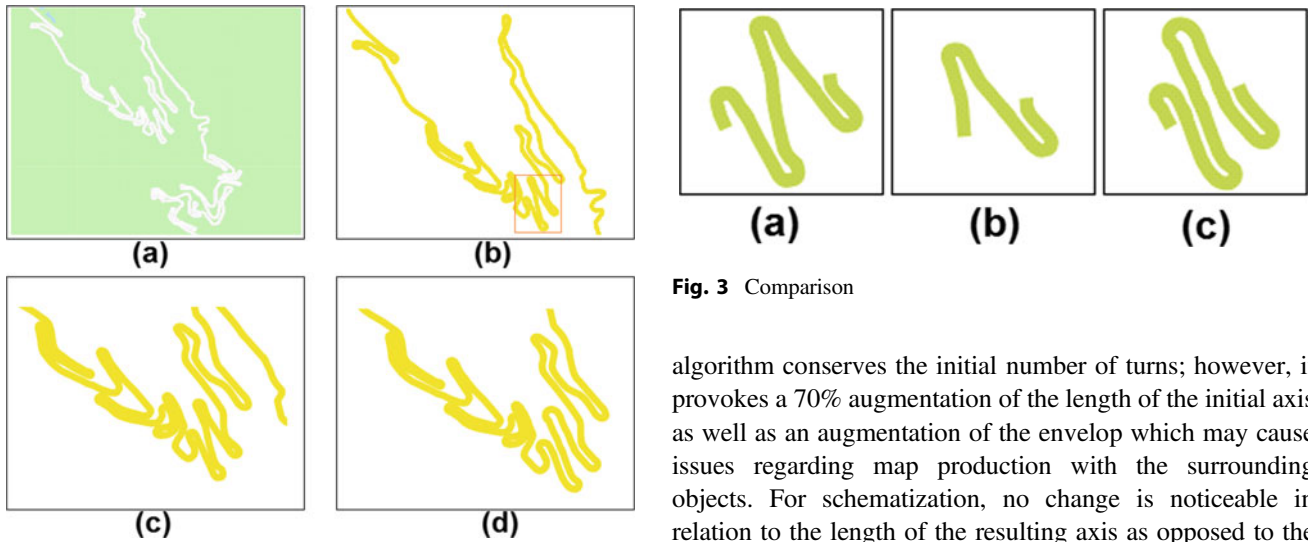 (a)
(b)
(c)
(d)
(a)
(b)
(c)
Fig. 3 Comparison
algorithm conserves the initial number of turns; however, i
provokes a 70% augmentation of the length of the initial axis
as well as an augmentation of the envelop which may cause
issues regarding map production with the surrounding
objects. For schematization, no change is noticeable in
relation to the length of the resulting axis as opposed to the